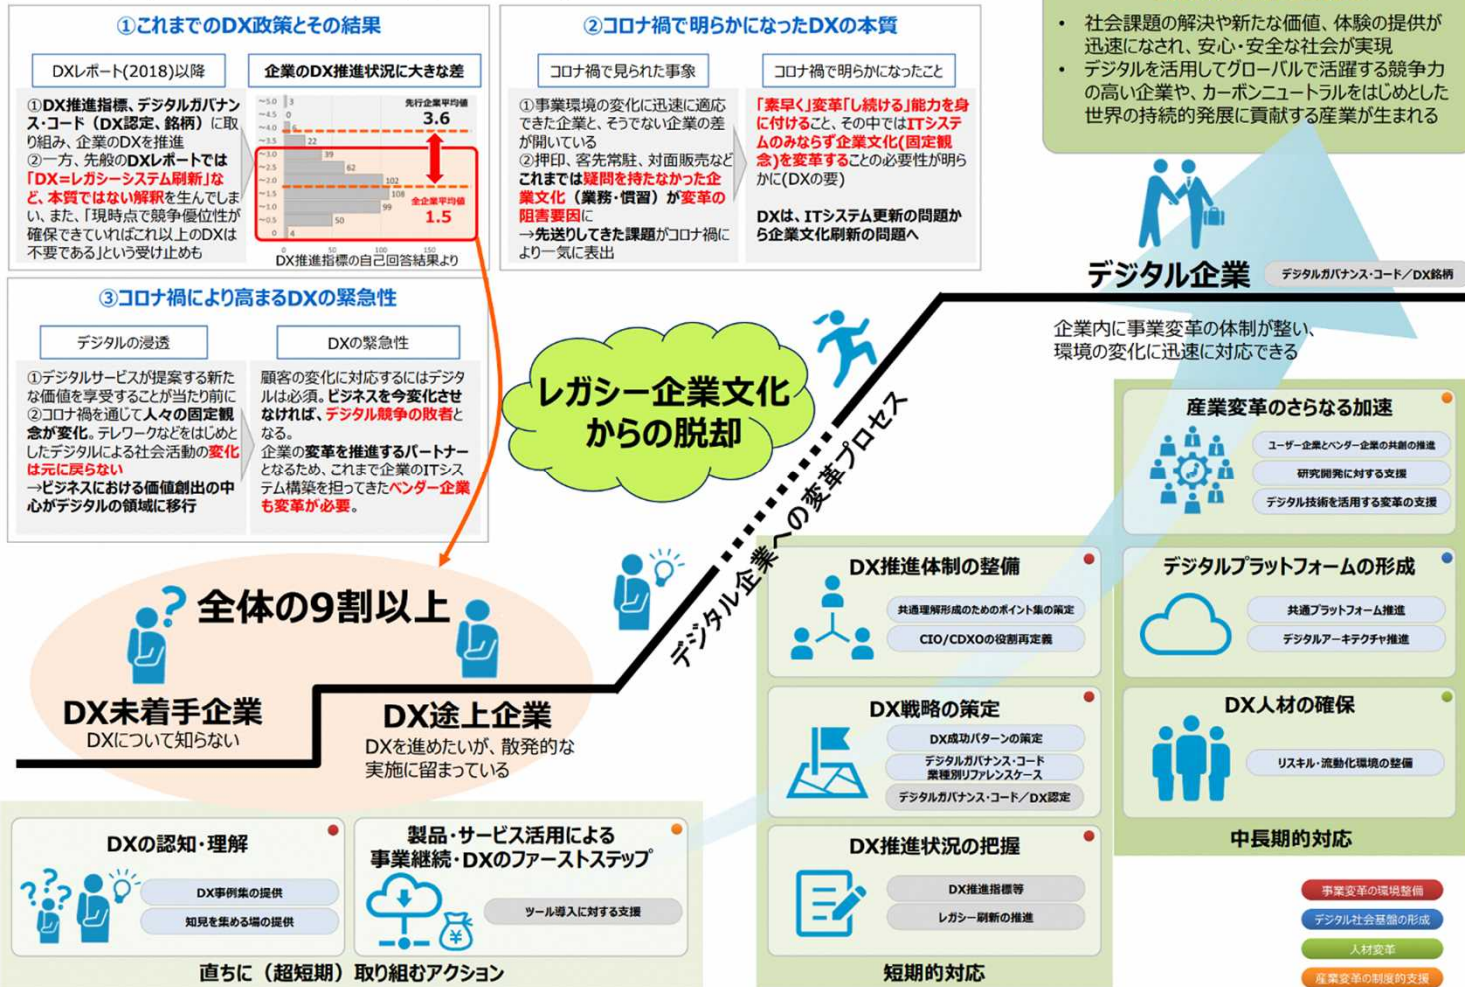 ①これまでのDX政策とその結果
DXレポート(2018)以降
①DX推進指標、デジタルガバナン
ス・コード（DX認定、銘柄）に取
り組み、企業のDXを推進
②一方、先般のDXレポートでは
「DX=レガシーシステム刷新」な
ど、本質ではない解釈を生んでしま
い、また、「現時点で競争優位性が
確保できていればこれ以上のDXは
不要である」という受け止めも
企業のDX推進状況に大きな差
~5.0 3
~4.5 0
~4.0 6
22
~3.0 39
~2.5 62
102
108
~1.0 99
~0.5 50
0 4
0 50 100 150
先行企業平均値
3.6
全企業平均値
1.5
DX推進指標の自己回答結果より
②コロナ禍で明らかになったDXの本質
コロナ禍で見られた事象
①事業環境の変化に迅速に適応
できた企業と、そうでない企業の差
が開いている
②押印、客先常駐、対面販売など
これまでは疑問を持たなかった企
業文化（業務・慣習）が変革の
阻害要因に
→先送りしてきた課題がコロナ禍に
より一気に表出
コロナ禍で明らかになったこと
「素早く」変革「し続ける」能力を身
に付けること、その中ではITシステ
ムのみならず企業文化(固定観
念)を変革することの必要性が明ら
かに(DXの要)
DXは、ITシステム更新の問題か
ら企業文化刷新の問題へ
• 社会課題の解決や新たな価値、体験の提供が
迅速になされ、安心・安全な社会が実現
• デジタルを活用してグローバルで活躍する競争力
の高い企業や、カーボンニュートラルをはじめとした
世界の持続的発展に貢献する産業が生まれる
③コロナ禍により高まるDXの緊急性
デジタルの浸透
①デジタルサービスが提案する新た
な価値を享受することが当たり前に
②コロナ禍を通じて人々の固定観
念が変化。テレワークなどをはじめと
したデジタルによる社会活動の変化
は元に戻らない
→ビジネスにおける価値創出の中
心がデジタルの領域に移行
DXの緊急性
顧客の変化に対応するにはデジタ
ルは必須。ビジネスを今変化させ
なければ、デジタル競争の敗者と
なる。
企業の変革を推進するパートナー
となるため、これまで企業のITシス
テム構築を担ってきたベンダー企業
も変革が必要。
レガシー企業文化
からの脱却
デジタル企業への変革プロセス
デジタル企業
デジタルガバナンス・コード／DX銘柄
企業内に事業変革の体制が整い、
環境の変化に迅速に対応できる
全体の9割以上
DX未着手企業
DXについて知らない
DX途上企業
DXを進めたいが、散発的な
実施に留まっている
DXの認知・理解
DX事例集の提供
知見を集める場の提供
製品・サービス活用による
事業継続・DXのファーストステップ
ツール導入に対する支援
直ちに（超短期）取り組むアクション
DX推進体制の整備
共通理解形成のためのポイント集の策定
CIO/CDXOの役割再定義
DX戦略の策定
DX成功パターンの策定
デジタルガバナンス・コード
業種別リファレンスケース
デジタルガバナンス・コード／DX認定
DX推進状況の把握
DX推進指標等
レガシー刷新の推進
短期的対応
産業変革のさらなる加速
ユーザー企業とベンダー企業の共創の推進
研究開発に対する支援
デジタル技術を活用する変革の支援
デジタルプラットフォームの形成
共通プラットフォーム推進
デジタルアーキテクチャ推進
DX人材の確保
リスキル・流動化環境の整備
中長期的対応
事業変革の環境整備
デジタル社会基盤の形成
人材変革
産業変革の制度的支援